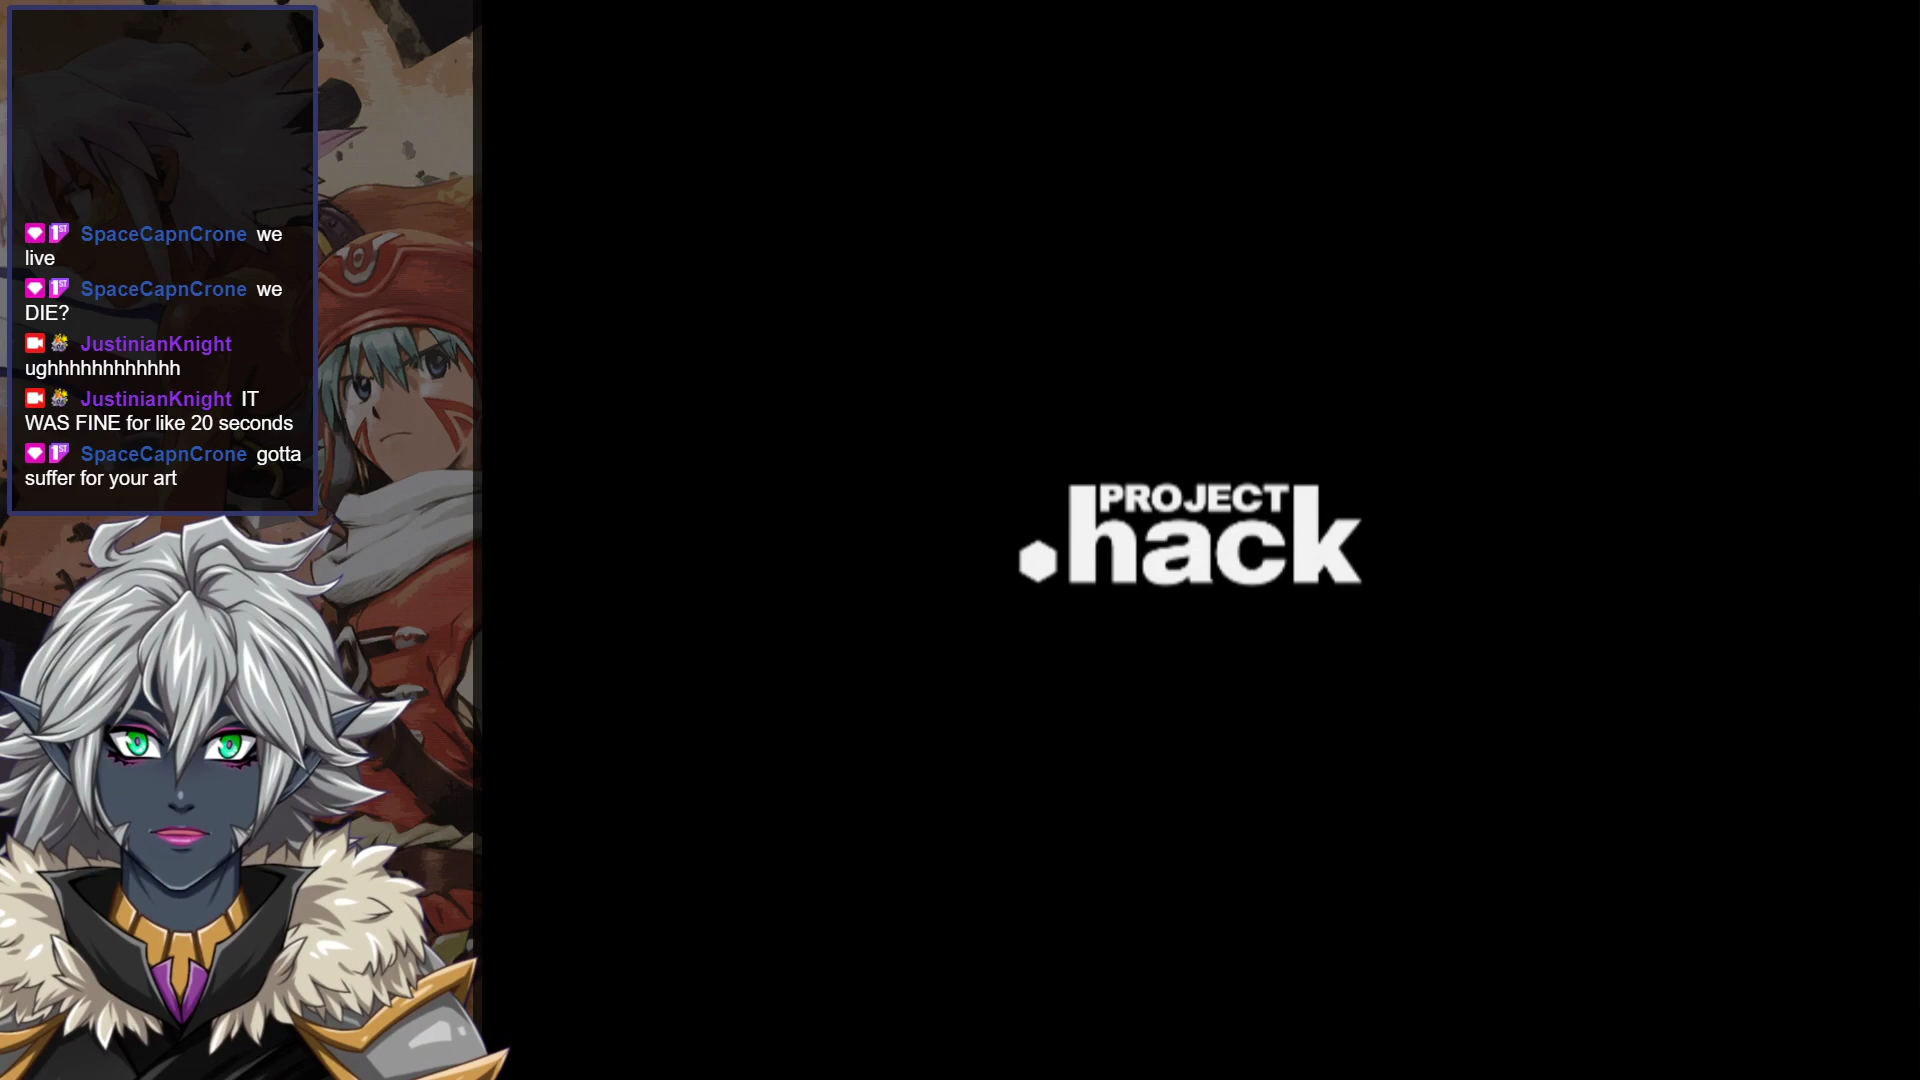 SpaceCapnCrone we
live
SpaceCapnCrone we
DIE?
JustinianKnight
ughhhhhhhhhhhh
JustinianKnight IT
WAS FINE for like 20 seconds
SpaceCapnCrone gotta
suffer for your art
PROJECT
.hack